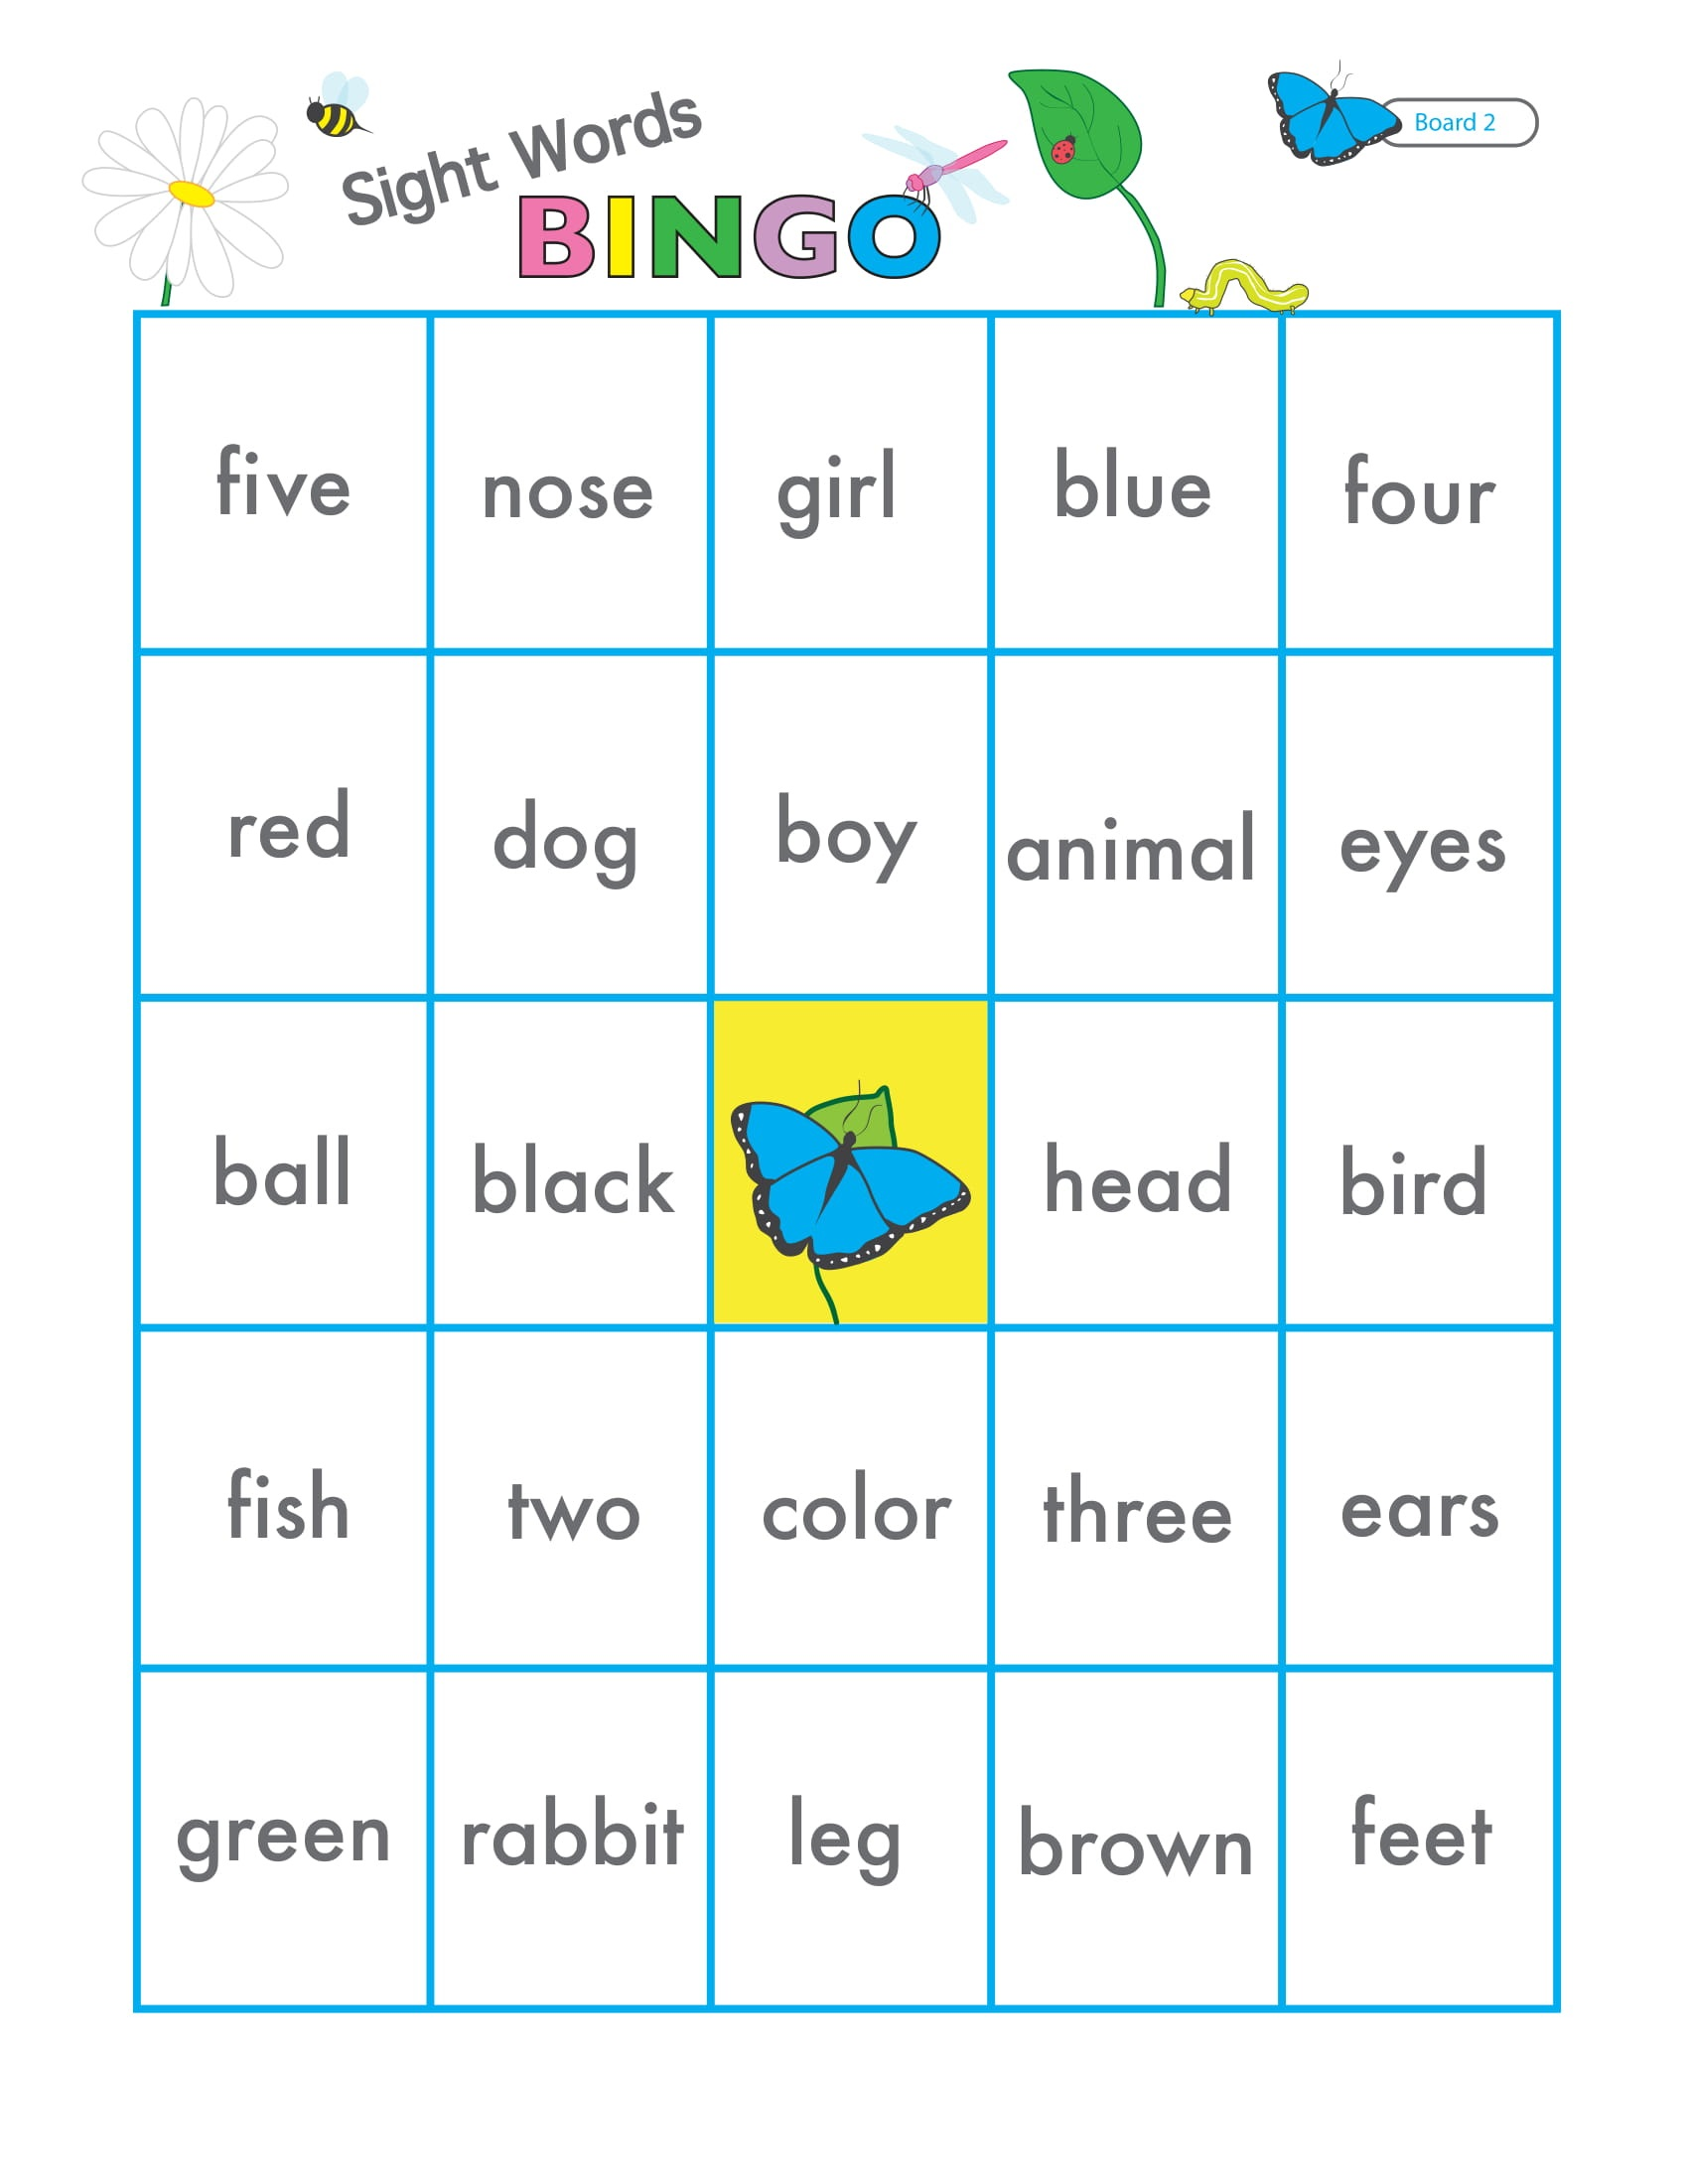 Sight Words
BINGO
Board 2
five nose girl blue four
red dog boy animal eyes
ball black head bird
fish two color three ears
green rabbit leg brown feet